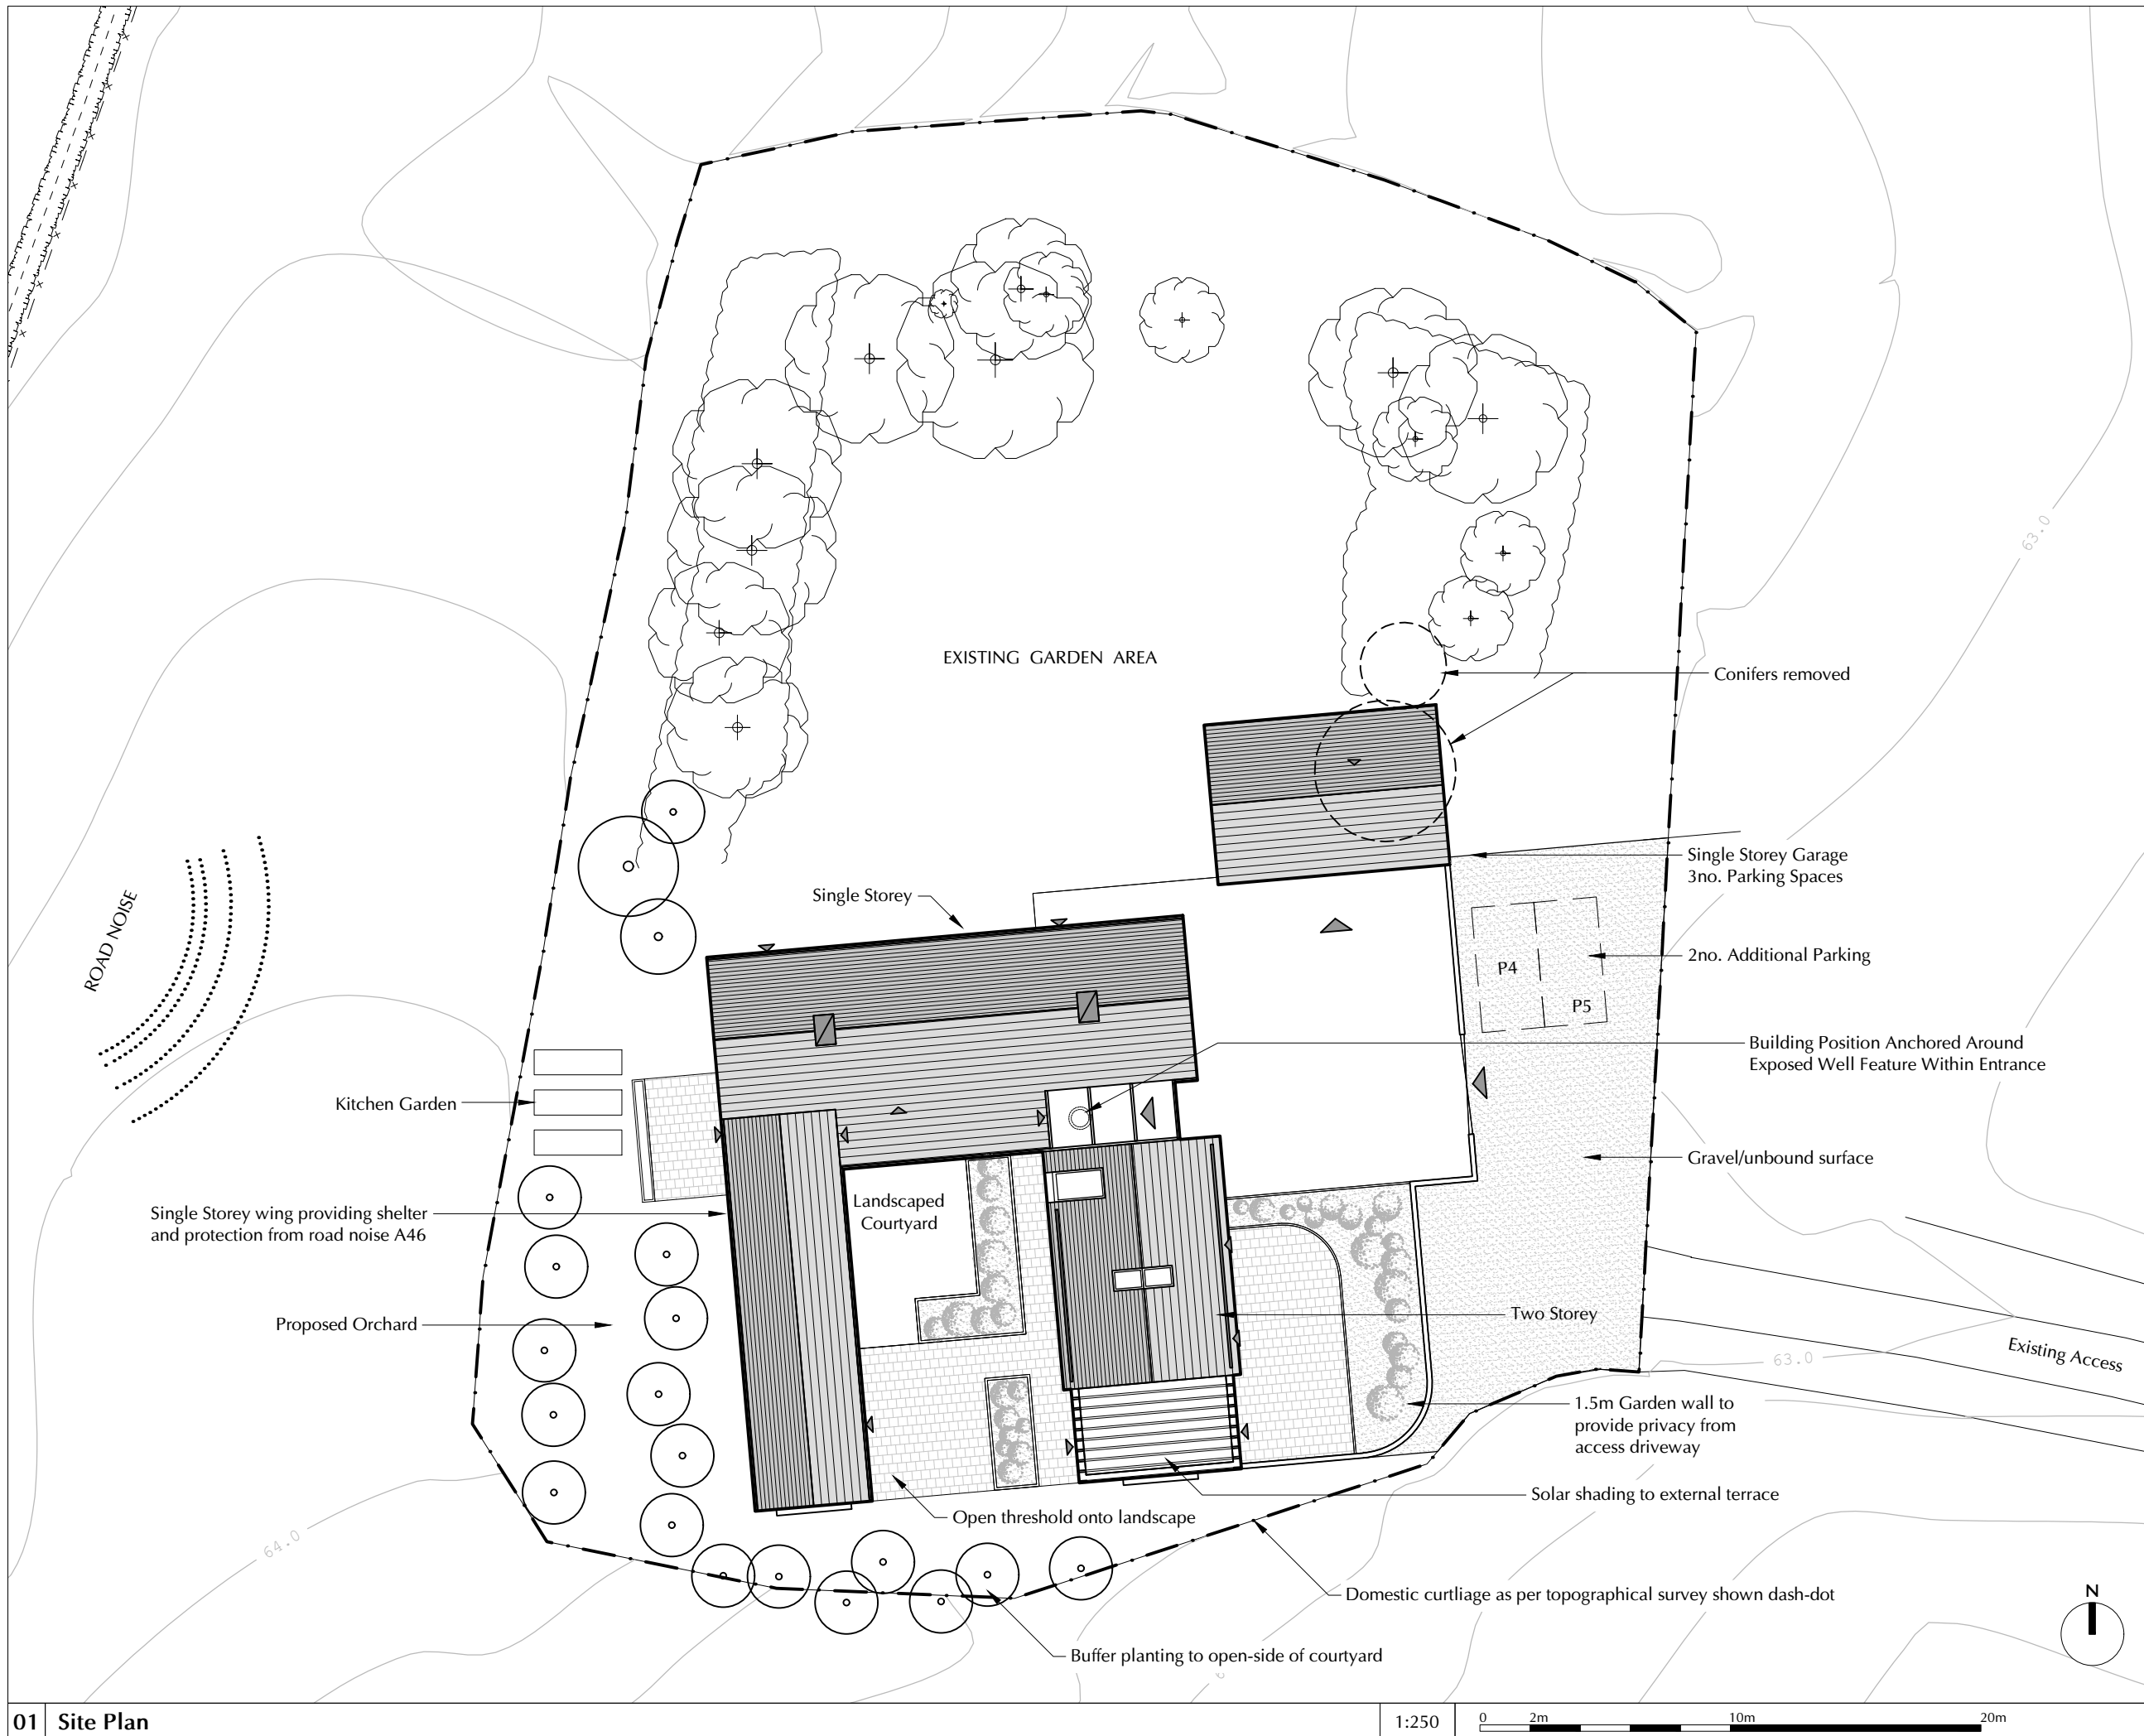 63.0
EXISTING GARDEN AREA
Conifers removed
Single Storey Garage
3no. Parking Spaces
Single Storey
ROAD NOISE
2no. Additional Parking
P4
P5
Building Position Anchored Around
Exposed Well Feature Within Entrance
Kitchen Garden
Gravel/unbound surface
Landscaped
Courtyard
Single Storey wing providing shelter
and protection from road noise A46
Two Storey
Proposed Orchard
Existing Access
63.0
1.5m Garden wall to
provide privacy from
access driveway
Solar shading to external terrace
Open threshold onto landscape
64.0
Domestic curtliage as per topographical survey shown dash-dot
N
Buffer planting to open-side of courtyard
01 Site Plan
1:250
0 2m 10m 20m